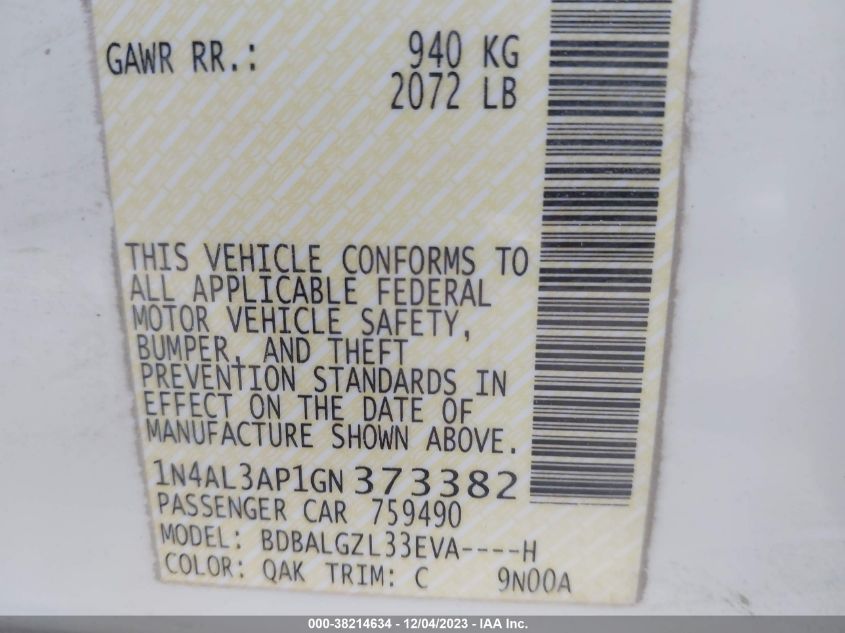 GAWR RR.: 940 KG
2072 LB
THIS VEHICLE CONFORMS TO
ALL APPLICABLE FEDERAL
MOTOR VEHICLE SAFETY,
BUMPER, AND THEFT
PREVENTION STANDARDS IN
EFFECT ON THE DATE OF
MANUFACTURE SHOWN ABOVE.
1N4AL3AP1GN373382
PASSENGER CAR 759490
MODEL: BDBALGZL33EVA----H
COLOR: QAK TRIM: C 9N00A
000-38214634 - 12/04/2023 - IAA Inc.